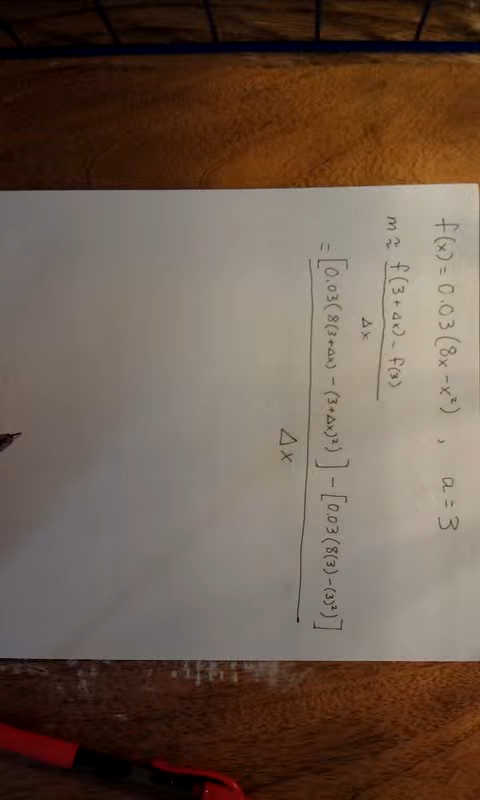 f(x) = 0.03(8x-x²) , a=3
m ≈ f(3+Δx) - f(3)
Δx
= [0.03(8(3+Δx) - (3+Δx)²)] - [0.03(8(3)-(3)²)]
Δx